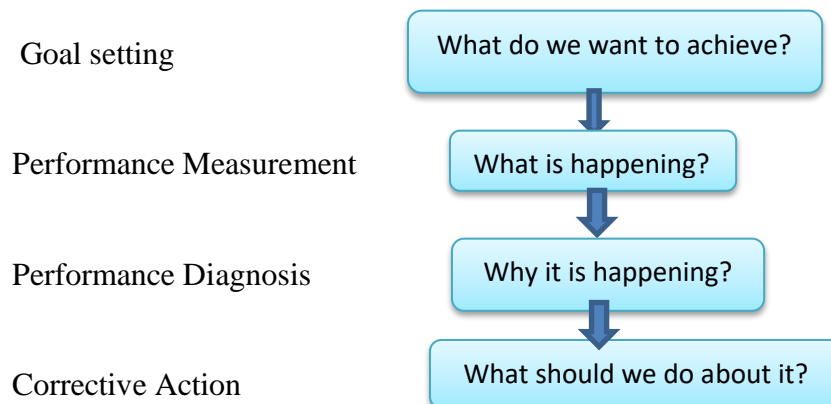 Goal setting
What do we want to achieve?
Performance Measurement
What is happening?
Performance Diagnosis
Why it is happening?
Corrective Action
What should we do about it?